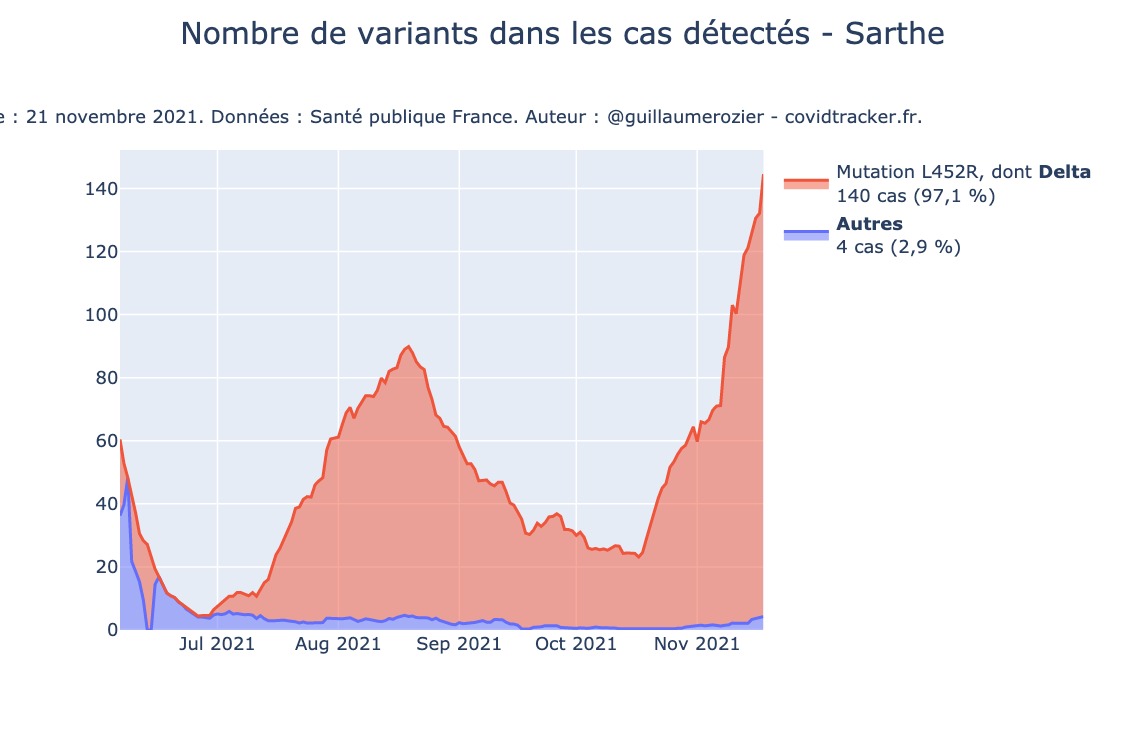 Nombre de variants dans les cas détectés - Sarthe
: 21 novembre 2021. Données : Santé publique France. Auteur : @guillaumerozier - covidtracker.fr.
Mutation L452R, dont Delta
140 cas (97,1 %)
Autres
4 cas (2,9 %)
140
120
100
80
60
40
20
0
Jul 2021 Aug 2021 Sep 2021 Oct 2021 Nov 2021